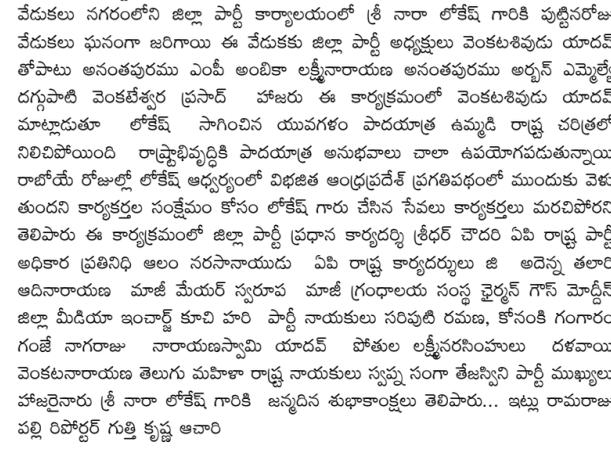 వేడుకలు నగరంలోని జిల్లా పార్టీ కార్యాలయంలో శ్రీ నారా లోకేష్ గారికి పుట్టినరోజు
వేడుకలు ఘనంగా జరిగాయి ఈ వేడుకకు జిల్లా పార్టీ అధ్యక్షులు వెంకటశివుడు యాదవ్
తోపాటు అనంతపురము ఎంపీ అంబికా లక్ష్మీనారాయణ అనంతపురము అర్బన్ ఎమ్మెల్యే
దగ్గుపాటి వెంకటేశ్వర ప్రసాద్ హాజరు ఈ కార్యక్రమంలో వెంకటశివుడు యాదవ్
మాట్లాడుతూ లోకేష్ సాగించిన యువగళం పాదయాత్ర ఉమ్మడి రాష్ట్ర చరిత్రలో
నిలిచిపోయింది రాష్ట్రాభివృద్ధికి పాదయాత్ర అనుభవాలు చాలా ఉపయోగపడుతున్నాయి
రాబోయే రోజుల్లో లోకేష్ ఆధ్వర్యంలో విభజిత ఆంధ్రప్రదేశ్ ప్రగతిపథంలో ముందుకు వెళు
తుందని కార్యకర్తల సంక్షేమం కోసం లోకేష్ గారు చేసిన సేవలు కార్యకర్తలు మరచిపోరని
తెలిపారు ఈ కార్యక్రమంలో జిల్లా పార్టీ ప్రధాన కార్యదర్శి శ్రీధర్ చౌదరి ఏపి రాష్ట్ర పార్టీ
అధికార ప్రతినిధి ఆలం నరసానాయుడు ఏపి రాష్ట్ర కార్యదర్శులు జి అదెన్న తలారి
ఆదినారాయణ మాజీ మేయర్ స్వరూప మాజీ గ్రంధాలయ సంస్థ ఛైర్మన్ గౌస్ మోద్దీన్
జిల్లా మీడియా ఇంచార్జ్ కూచి హరి పార్టీ నాయకులు సరిపుటి రమణ, కోనంకి గంగారం
గంజే నాగరాజు నారాయణస్వామి యాదవ్ పోతుల లక్ష్మీనరసింహులు దళవాయి
వెంకటనారాయణ తెలుగు మహిళా రాష్ట్ర నాయకులు స్వప్న సంగా తేజస్విని పార్టీ ముఖ్యులు
హాజరైనారు శ్రీ నారా లోకేష్ గారికి జన్మదిన శుభాకాంక్షలు తెలిపారు... ఇట్లు రామరాజు
పల్లి రిపోర్టర్ గుత్తి కృష్ణ ఆచారి